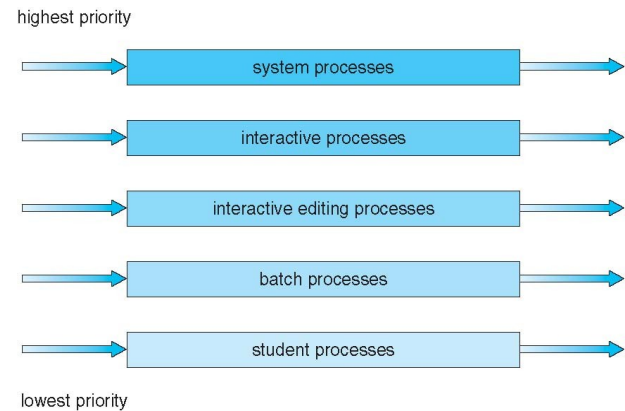 highest priority
system processes
interactive processes
interactive editing processes
batch processes
student processes
lowest priority